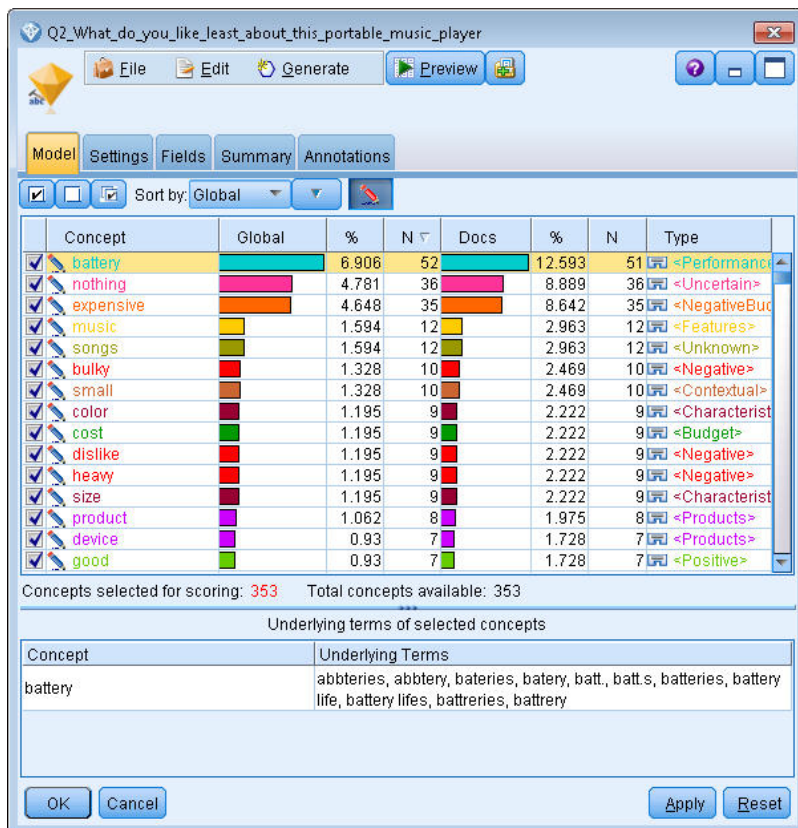 Q2_What_do_you_like_least_about_this_portable_music_player
File Edit Generate Preview
abc
Model Settings Fields Summary Annotations
Sort by: Global
Concept Global % N Docs % N Type
battery 6.906 52 12.593 51 <Performance
nothing 4.781 36 8.889 36 <Uncertain>
expensive 4.648 35 8.642 35 <NegativeBud
music 1.594 12 2.963 12 <Features>
songs 1.594 12 2.963 12 <Unknown>
bulky 1.328 10 2.469 10 <Negative>
small 1.328 10 2.469 10 <Contextual>
color 1.195 9 2.222 9 <Characterist
cost 1.195 9 2.222 9 <Budget>
dislike 1.195 9 2.222 9 <Negative>
heavy 1.195 9 2.222 9 <Negative>
size 1.195 9 2.222 9 <Characterist
product 1.062 8 1.975 8 <Products>
device 0.93 7 1.728 7 <Products>
good 0.93 7 1.728 7 <Positive>
Concepts selected for scoring: 353 Total concepts available: 353
Underlying terms of selected concepts
Concept Underlying Terms
battery abbteries, abbtery, bateries, batery, batt., batt.s, batteries, battery
life, battery lifes, battreries, battrery
OK Cancel Apply Reset